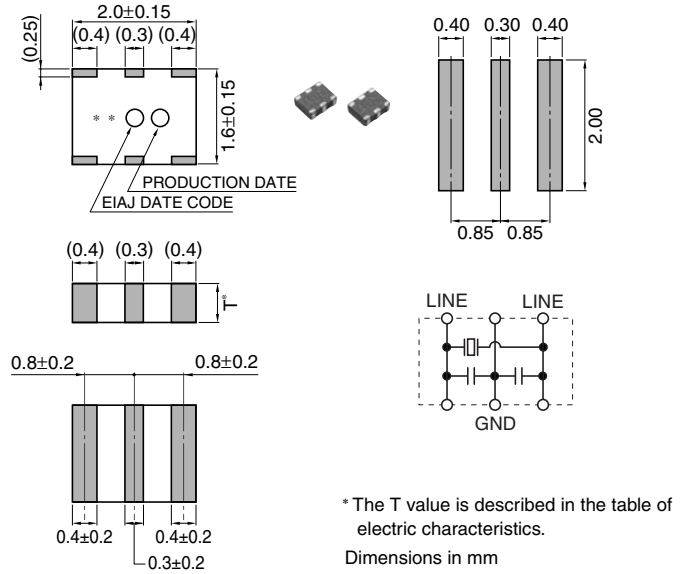 2.0±0.15
(0.4) (0.3) (0.4)
(0.25)
* *
1.6±0.15
PRODUCTION DATE
EIAJ DATE CODE
0.40 0.30 0.40
2.00
0.85 0.85
(0.4) (0.3) (0.4)
T*
LINE LINE
GND
0.8±0.2 0.8±0.2
0.4±0.2 0.4±0.2
0.3±0.2
* The T value is described in the table of
electric characteristics.
Dimensions in mm